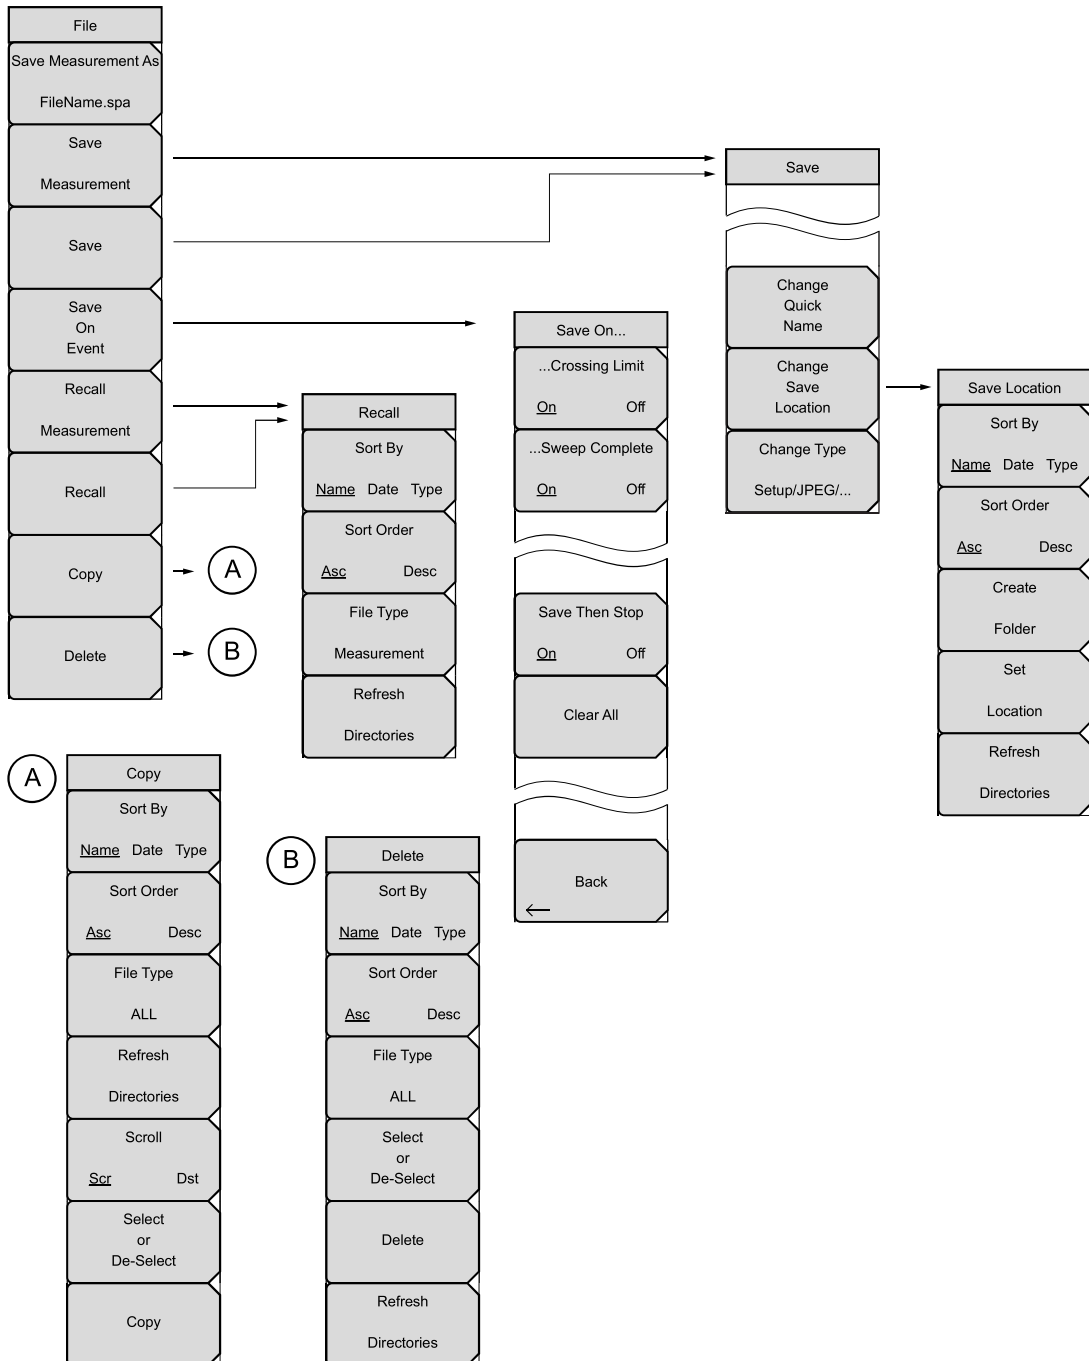 File
Save Measurement As
FileName.spa
Save
Measurement
Save
Save
On
Event
Recall
Measurement
Recall
Copy
A
Delete
B
Recall
Sort By
Name Date Type
Sort Order
Asc Desc
File Type
Measurement
Refresh
Directories
Save On...
...Crossing Limit
On Off
...Sweep Complete
On Off
Save Then Stop
On Off
Clear All
Back
Save
Change
Quick
Name
Change
Save
Location
Change Type
Setup/JPEG/...
Save Location
Sort By
Name Date Type
Sort Order
Asc Desc
Create
Folder
Set
Location
Refresh
Directories
A
Copy
Sort By
Name Date Type
Sort Order
Asc Desc
File Type
ALL
Refresh
Directories
Scroll
Scr Dst
Select
or
De-Select
Copy
B
Delete
Sort By
Name Date Type
Sort Order
Asc Desc
File Type
ALL
Select
or
De-Select
Delete
Refresh
Directories